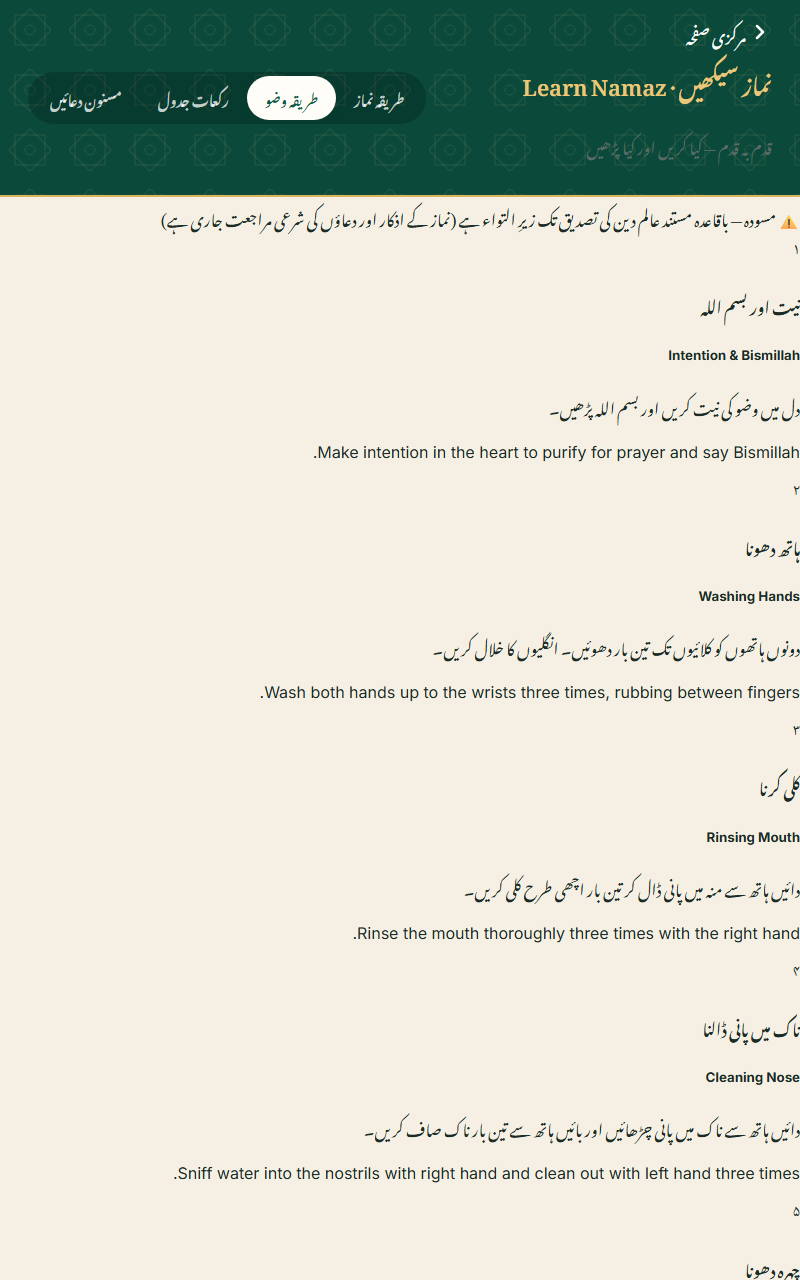 مرکزی صفحہ
نماز سیکھیں · Learn Namaz
طریقہ نماز
طریقہ وضو
رکعات جدول
مسنون دعائیں
قدم بہ قدم — کیا کریں اور کیا پڑھیں
⚠️ مسودہ — باقاعدہ مستند عالم دین کی تصدیق تک زیرِ التواء ہے (نماز کے اذکار اور دعاؤں کی شرعی مراجعت جاری ہے)
۱
نیت اور بسم اللہ
Intention & Bismillah
دل میں وضو کی نیت کریں اور بسم اللہ پڑھیں۔
Make intention in the heart to purify for prayer and say Bismillah.
۲
ہاتھ دھونا
Washing Hands
دونوں ہاتھوں کو کلائیوں تک تین بار دھوئیں۔ انگلیوں کا خلال کریں۔
Wash both hands up to the wrists three times, rubbing between fingers.
۳
کلی کرنا
Rinsing Mouth
دائیں ہاتھ سے منہ میں پانی ڈال کر تین بار اچھی طرح کلی کریں۔
Rinse the mouth thoroughly three times with the right hand.
۴
ناک میں پانی ڈالنا
Cleaning Nose
دائیں ہاتھ سے ناک میں پانی چڑھائیں اور بائیں ہاتھ سے تین بار ناک صاف کریں۔
Sniff water into the nostrils with right hand and clean out with left hand three times.
۵
چہرہ دھونا